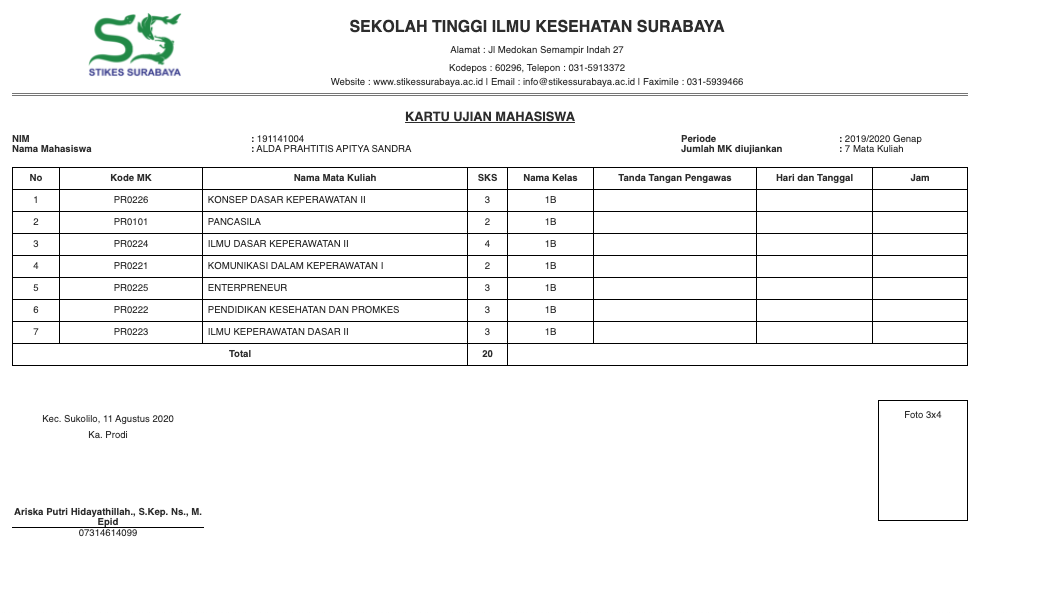 STIKES SURABAYA
SEKOLAH TINGGI ILMU KESEHATAN SURABAYA
Alamat : Jl Medokan Semampir Indah 27
Kodepos : 60296, Telepon : 031-5913372
Website : www.stikessurabaya.ac.id | Email : info@stikessurabaya.ac.id | Faximile : 031-5939466
KARTU UJIAN MAHASISWA
NIM : 191141004 Periode : 2019/2020 Genap
Nama Mahasiswa : ALDA PRAHTITIS APITYA SANDRA Jumlah MK diujiankan : 7 Mata Kuliah
No Kode MK Nama Mata Kuliah SKS Nama Kelas Tanda Tangan Pengawas Hari dan Tanggal Jam
1 PR0226 KONSEP DASAR KEPERAWATAN II 3 1B
2 PR0101 PANCASILA 2 1B
3 PR0224 ILMU DASAR KEPERAWATAN II 4 1B
4 PR0221 KOMUNIKASI DALAM KEPERAWATAN I 2 1B
5 PR0225 ENTERPRENEUR 3 1B
6 PR0222 PENDIDIKAN KESEHATAN DAN PROMKES 3 1B
7 PR0223 ILMU KEPERAWATAN DASAR II 3 1B
Total 20
Kec. Sukolilo, 11 Agustus 2020
Ka. Prodi
Foto 3x4
Ariska Putri Hidayathillah., S.Kep. Ns., M.
Epid
07314614099